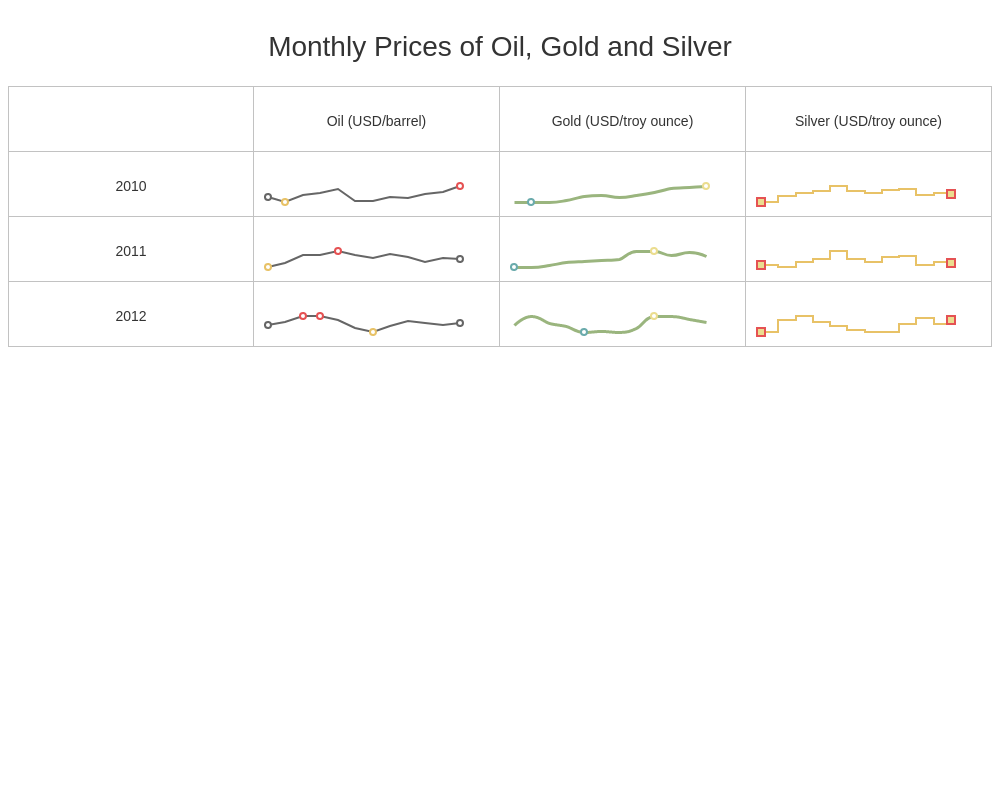 Monthly Prices of Oil, Gold and Silver
Oil (USD/barrel)
Gold (USD/troy ounce)
Silver (USD/troy ounce)
2010
2011
2012